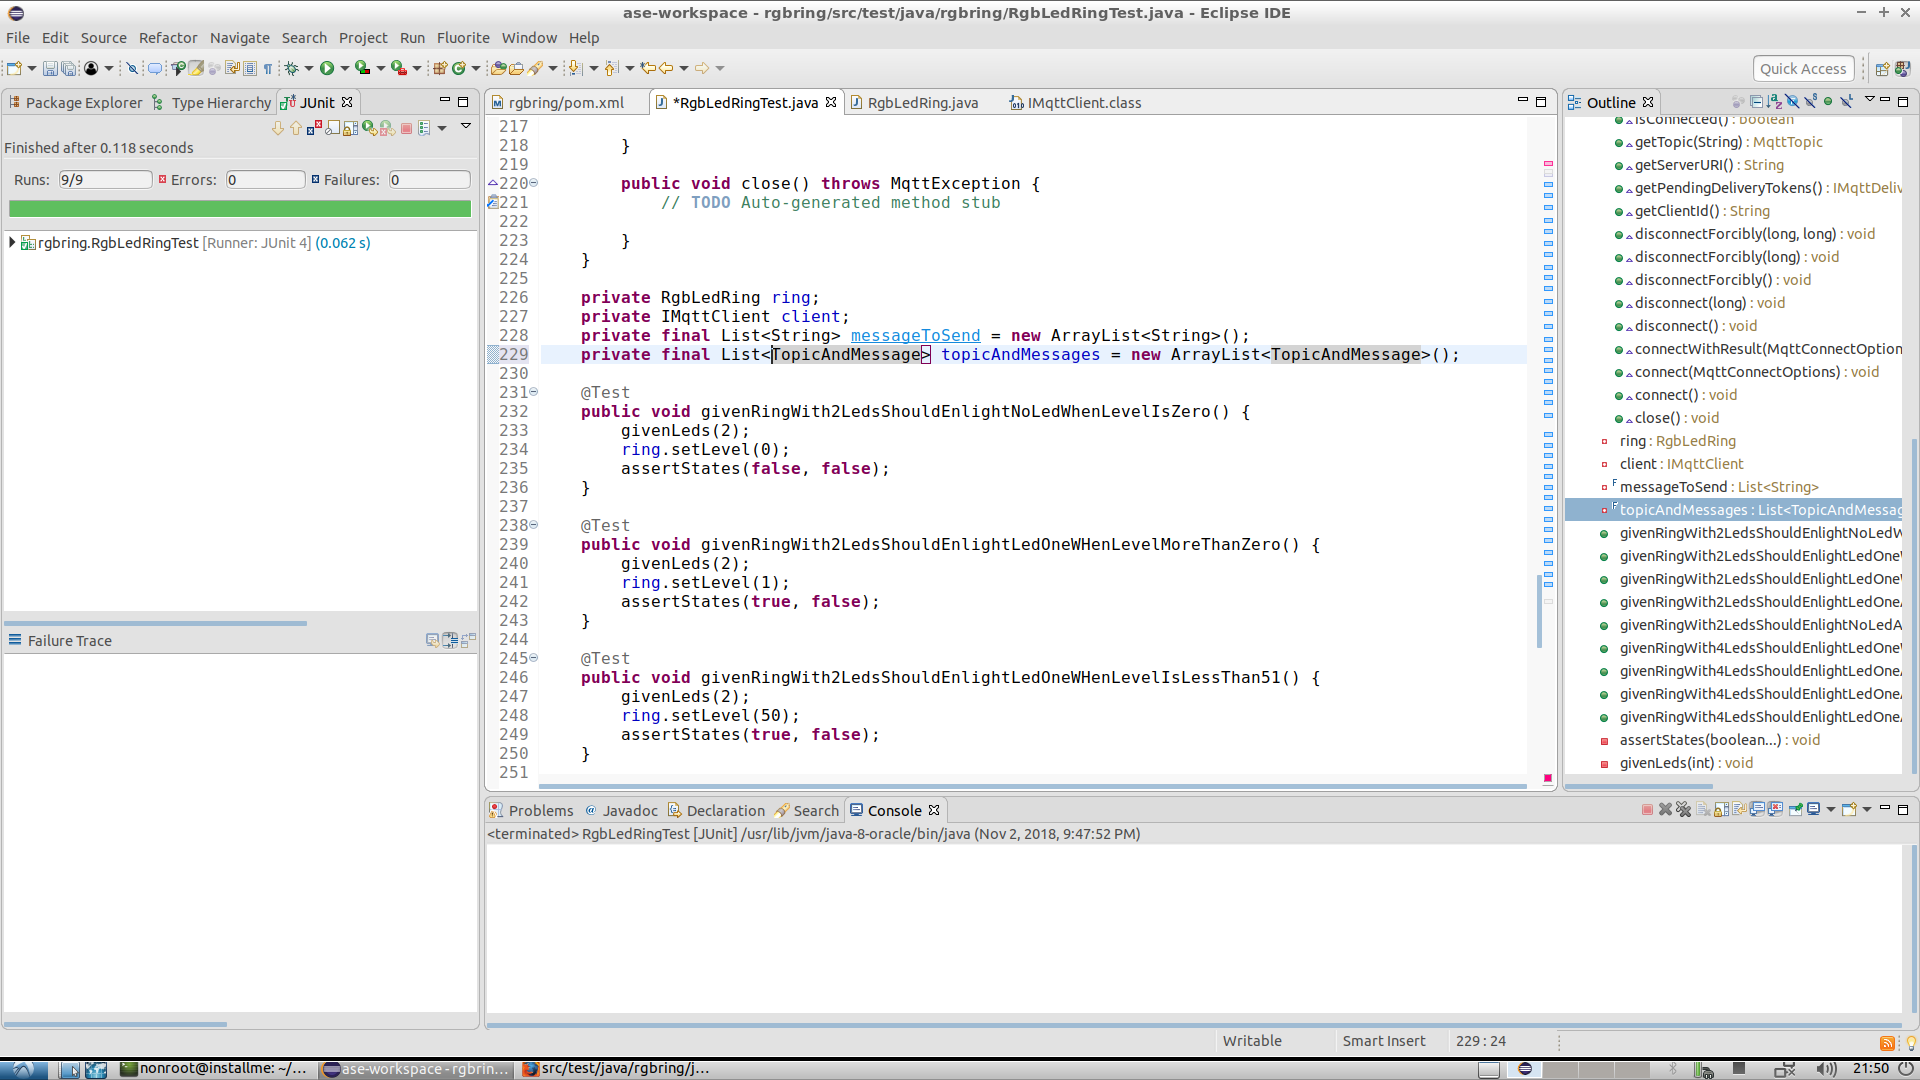 ase-workspace - rgbring/src/test/java/rgbring/RgbLedRingTest.java - Eclipse IDE
File Edit Source Refactor Navigate Search Project Run Fluorite Window Help
Quick Access
Package Explorer Type Hierarchy JUnit
Finished after 0.118 seconds
Runs: 9/9 Errors: 0 Failures: 0
rgbring.RgbLedRingTest [Runner: JUnit 4] (0.062 s)
Failure Trace
rgbring/pom.xml *RgbLedRingTest.java RgbLedRing.java IMqttClient.class
217
218 }
219
220 public void close() throws MqttException {
221 // TODO Auto-generated method stub
222
223 }
224 }
225
226 private RgbLedRing ring;
227 private IMqttClient client;
228 private final List<String> messageToSend = new ArrayList<String>();
229 private final List<TopicAndMessage> topicAndMessages = new ArrayList<TopicAndMessage>();
230
231 @Test
232 public void givenRingWith2LedsShouldEnlightNoLedWhenLevelIsZero() {
233 givenLeds(2);
234 ring.setLevel(0);
235 assertStates(false, false);
236 }
237
238 @Test
239 public void givenRingWith2LedsShouldEnlightLedOneWHenLevelMoreThanZero() {
240 givenLeds(2);
241 ring.setLevel(1);
242 assertStates(true, false);
243 }
244
245 @Test
246 public void givenRingWith2LedsShouldEnlightLedOneWHenLevelIsLessThan51() {
247 givenLeds(2);
248 ring.setLevel(50);
249 assertStates(true, false);
250 }
251
Outline
isConnected() : boolean
getTopic(String) : MqttTopic
getServerURI() : String
getPendingDeliveryTokens() : IMqttDeliv
getClientId() : String
disconnectForcibly(long, long) : void
disconnectForcibly(long) : void
disconnectForcibly() : void
disconnect(long) : void
disconnect() : void
connectWithResult(MqttConnectOption
connect(MqttConnectOptions) : void
connect() : void
close() : void
ring : RgbLedRing
client : IMqttClient
messageToSend : List<String>
topicAndMessages : List<TopicAndMessag
givenRingWith2LedsShouldEnlightNoLedW
givenRingWith2LedsShouldEnlightLedOne
givenRingWith2LedsShouldEnlightLedOne
givenRingWith2LedsShouldEnlightLedOne
givenRingWith2LedsShouldEnlightNoLedA
givenRingWith4LedsShouldEnlightLedOne
givenRingWith4LedsShouldEnlightLedOne
givenRingWith4LedsShouldEnlightLedOne
givenRingWith4LedsShouldEnlightLedOne
assertStates(boolean...) : void
givenLeds(int) : void
Problems Javadoc Declaration Search Console
<terminated> RgbLedRingTest [JUnit] /usr/lib/jvm/java-8-oracle/bin/java (Nov 2, 2018, 9:47:52 PM)
Writable Smart Insert 229 : 24
nonroot@installme: ~/... ase-workspace - rgbrin... src/test/java/rgbring/j... 21:50